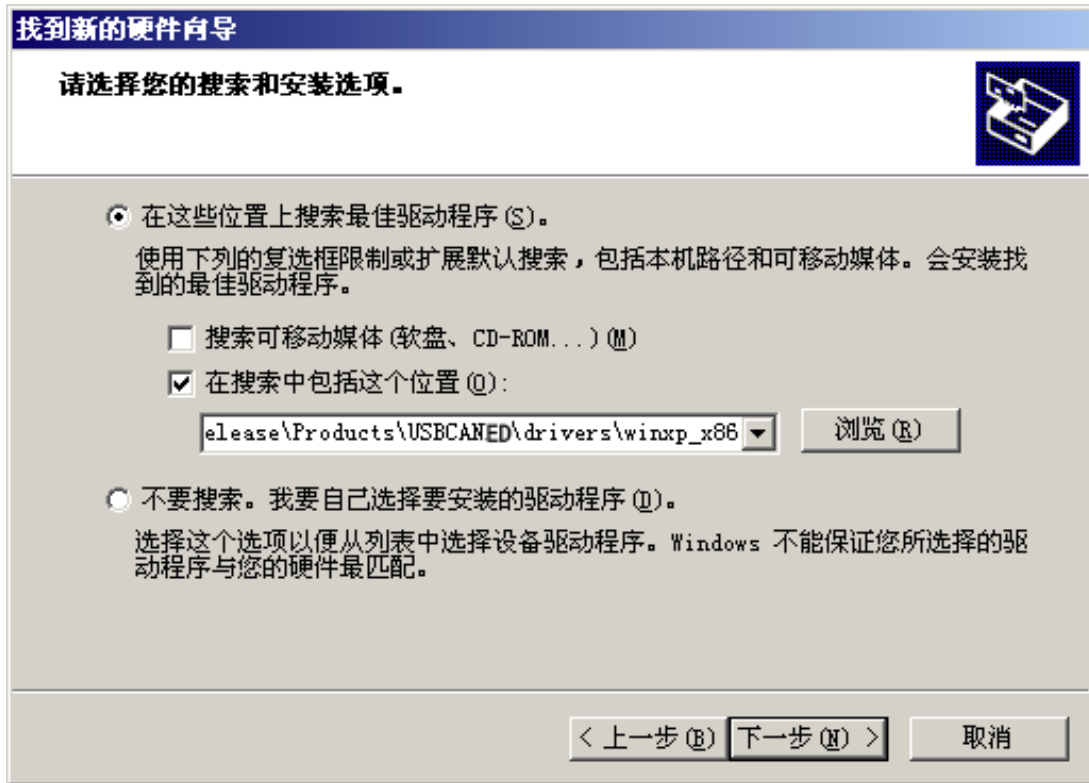 找到新的硬件向导
请选择您的搜索和安装选项。
在这些位置上搜索最佳驱动程序(S)。
使用下列的复选框限制或扩展默认搜索，包括本机路径和可移动媒体。会安装找
到的最佳驱动程序。
搜索可移动媒体(软盘、CD-ROM...)(M)
在搜索中包括这个位置(O):
elease\Products\USBCANED\drivers\winxp_x86
浏览(R)
不要搜索。我要自己选择要安装的驱动程序(D)。
选择这个选项以便从列表中选择设备驱动程序。Windows 不能保证您所选择的驱
动程序与您的硬件最匹配。
< 上一步(B)
下一步(N) >
取消